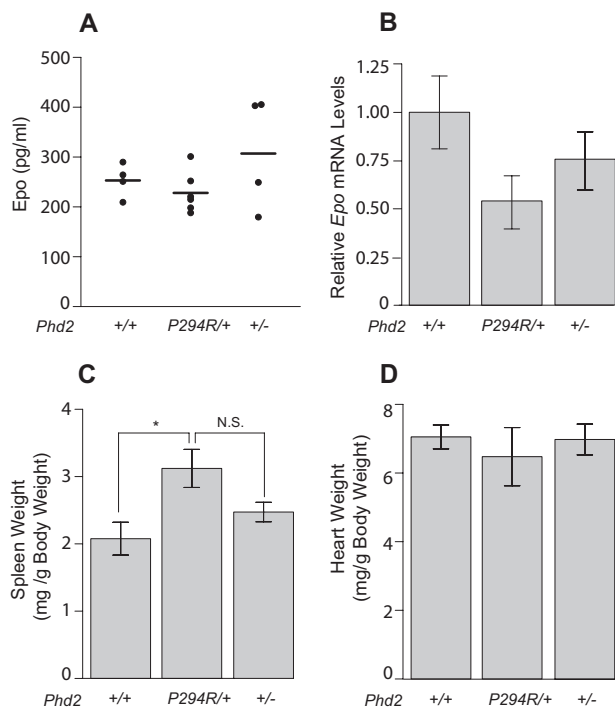 A
Epo (pg/ml)
500
400
300
200
100
0
Phd2 +/+ P294R/+ +/-
B
Relative Epo mRNA Levels
1.25
1.00
0.75
0.50
0.25
0
Phd2 +/+ P294R/+ +/-
C
Spleen Weight
(mg /g Body Weight)
4
3
2
1
0
* N.S.
Phd2 +/+ P294R/+ +/-
D
Heart Weight
(mg/g Body Weight)
8
6
4
2
0
Phd2 +/+ P294R/+ +/-